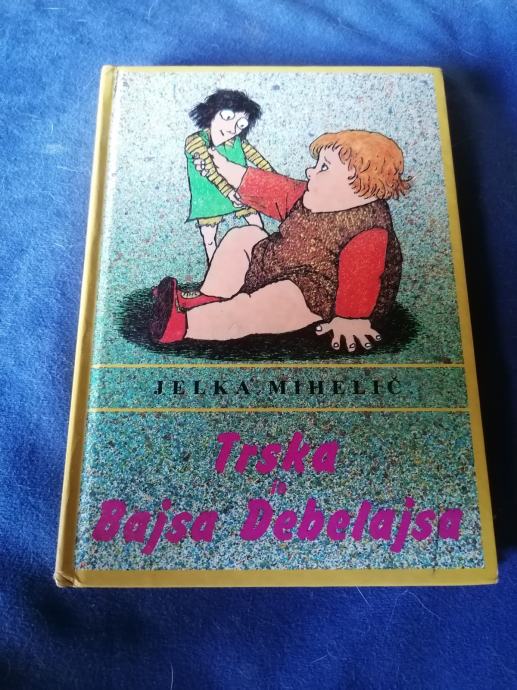 JELKA MIHELIČ
Trska
in
Bajsa Debelajsa